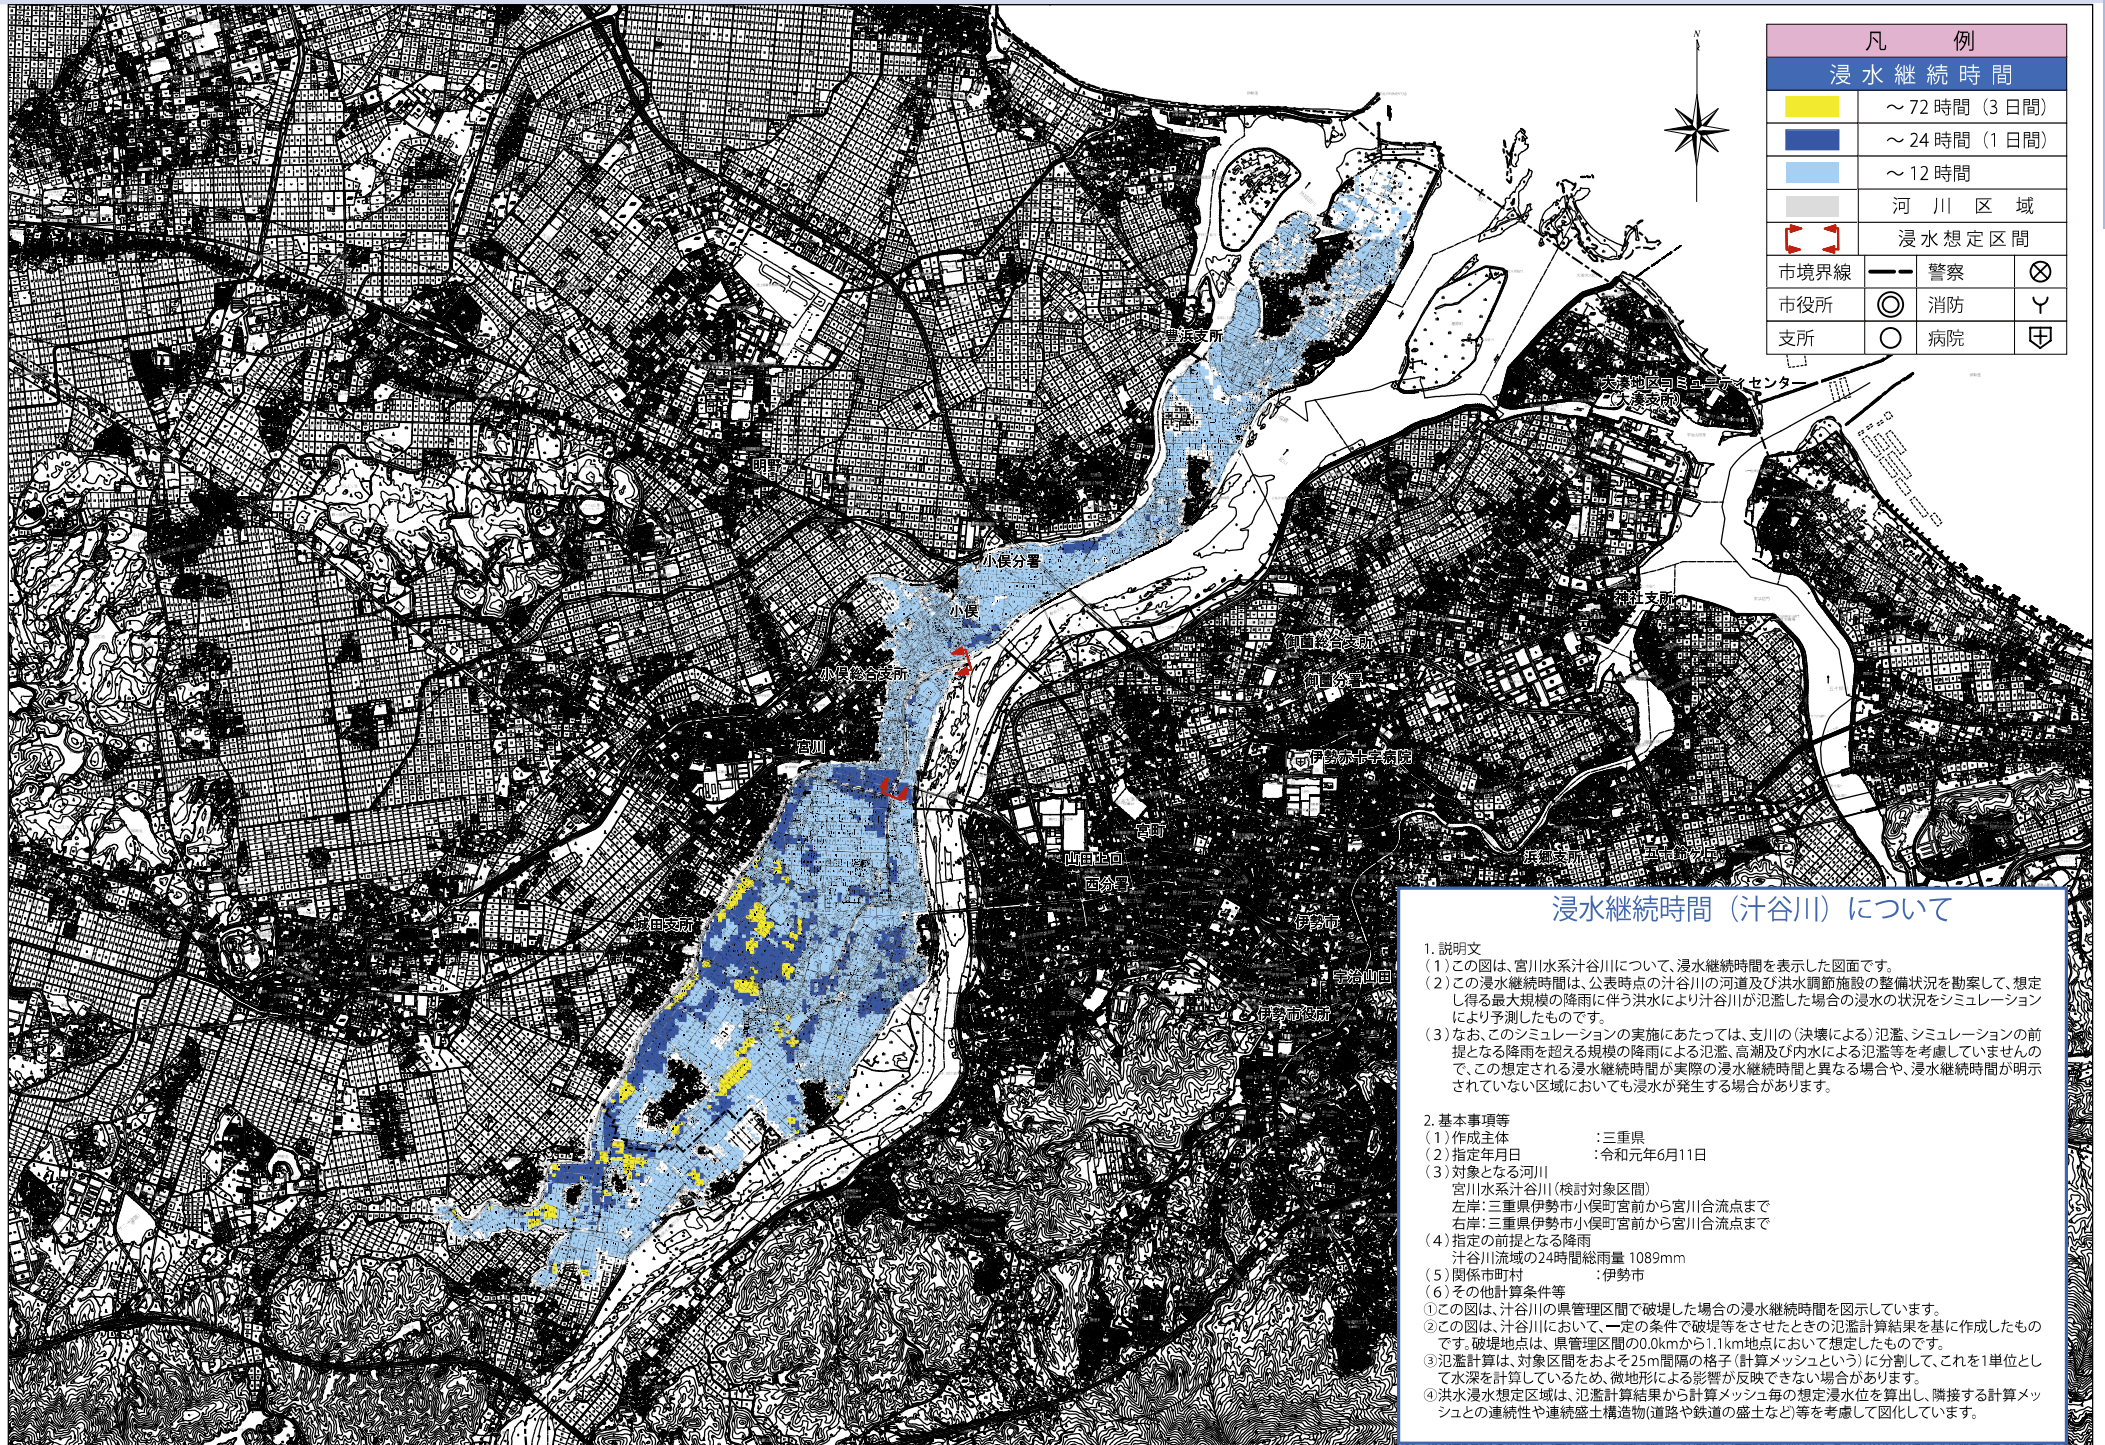 N
凡 例
浸水継続時間
～72時間（3日間）
～24時間（1日間）
～12時間
河川区域
浸水想定区間
市境界線 警察
市役所 消防
支所 病院
豊浜支所
大湊地区コミュニティセンター
（大湊支所）
明野
小俣分署
小俣
神社支所
御薗総合支所
小俣総合支所
御薗分署
宮川
伊勢赤十字病院
宮町
山田上口
浜郷支所
五十鈴ヶ丘
西分署
城田支所
伊勢市
宇治山田
伊勢市役所
浸水継続時間（汁谷川）について
1. 説明文
（1）この図は、宮川水系汁谷川について、浸水継続時間を表示した図面です。
（2）この浸水継続時間は、公表時点の汁谷川の河道及び洪水調節施設の整備状況を勘案して、想定
し得る最大規模の降雨に伴う洪水により汁谷川が氾濫した場合の浸水の状況をシミュレーション
により予測したものです。
（3）なお、このシミュレーションの実施にあたっては、支川の（決壊による）氾濫、シミュレーションの前
提となる降雨を超える規模の降雨による氾濫、高潮及び内水による氾濫等を考慮していませんの
で、この想定される浸水継続時間が実際の浸水継続時間と異なる場合や、浸水継続時間が明示
されていない区域においても浸水が発生する場合があります。
2. 基本事項等
（1）作成主体 ：三重県
（2）指定年月日 ：令和元年6月11日
（3）対象となる河川
宮川水系汁谷川（検討対象区間）
左岸：三重県伊勢市小俣町宮前から宮川合流点まで
右岸：三重県伊勢市小俣町宮前から宮川合流点まで
（4）指定の前提となる降雨
汁谷川流域の24時間総雨量 1089mm
（5）関係市町村 ：伊勢市
（6）その他計算条件等
①この図は、汁谷川の県管理区間で破堤した場合の浸水継続時間を図示しています。
②この図は、汁谷川において、一定の条件で破堤等をさせたときの氾濫計算結果を基に作成したもの
です。破堤地点は、県管理区間の0.0kmから1.1km地点において想定したものです。
③氾濫計算は、対象区間をおよそ25m間隔の格子（計算メッシュという）に分割して、これを1単位とし
て水深を計算しているため、微地形による影響が反映できない場合があります。
④洪水浸水想定区域は、氾濫計算結果から計算メッシュ毎の想定浸水位を算出し、隣接する計算メッ
シュとの連続性や連続盛土構造物(道路や鉄道の盛土など)等を考慮して図化しています。